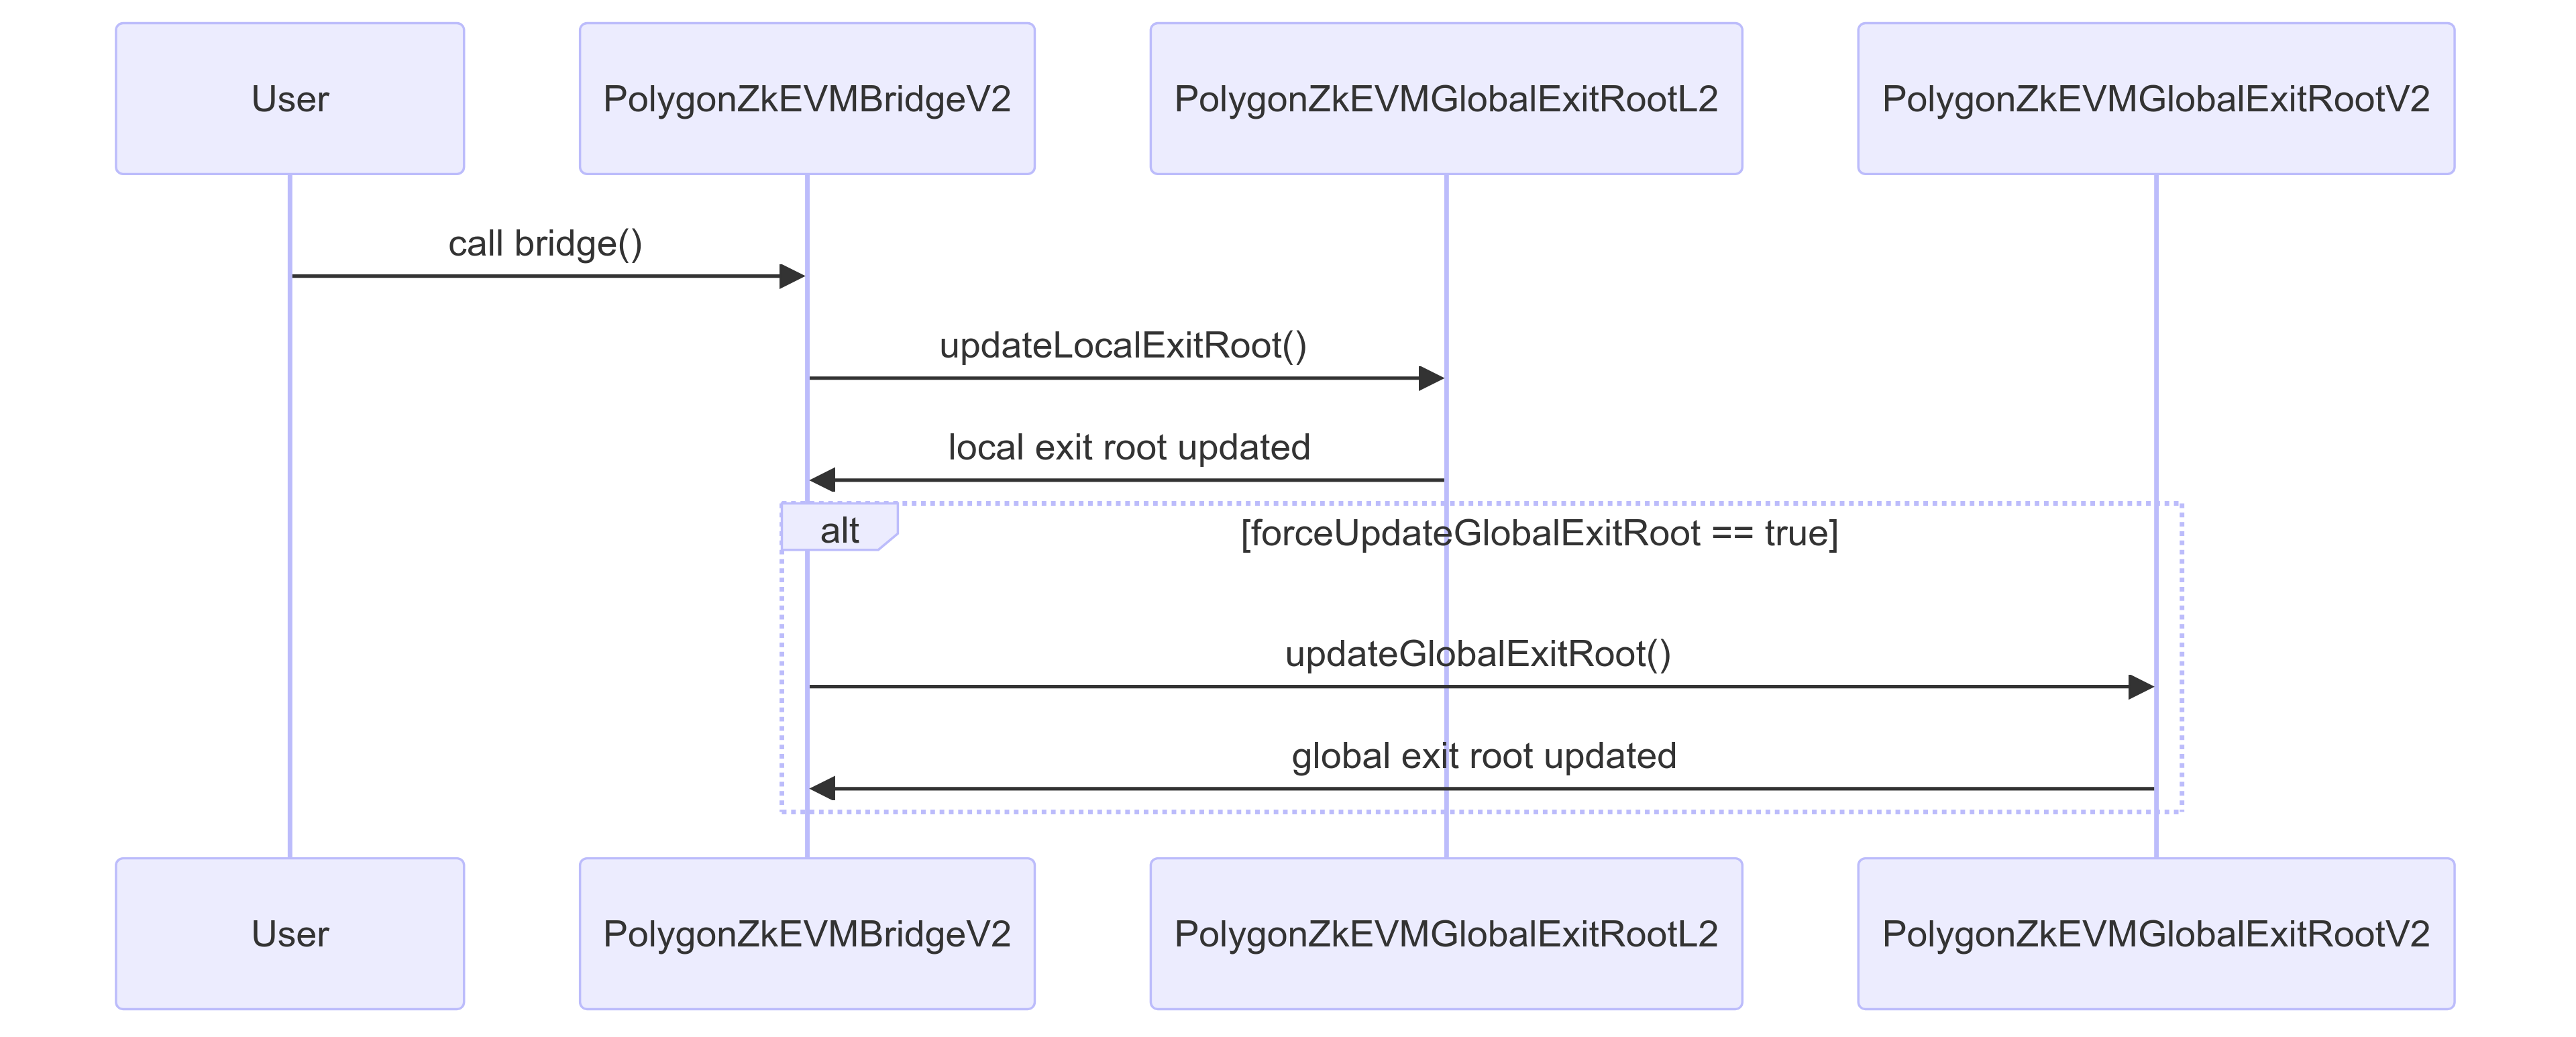 User
PolygonZkEVMBridgeV2
PolygonZkEVMGlobalExitRootL2
PolygonZkEVMGlobalExitRootV2
call bridge()
updateLocalExitRoot()
local exit root updated
alt
[forceUpdateGlobalExitRoot == true]
updateGlobalExitRoot()
global exit root updated
User
PolygonZkEVMBridgeV2
PolygonZkEVMGlobalExitRootL2
PolygonZkEVMGlobalExitRootV2